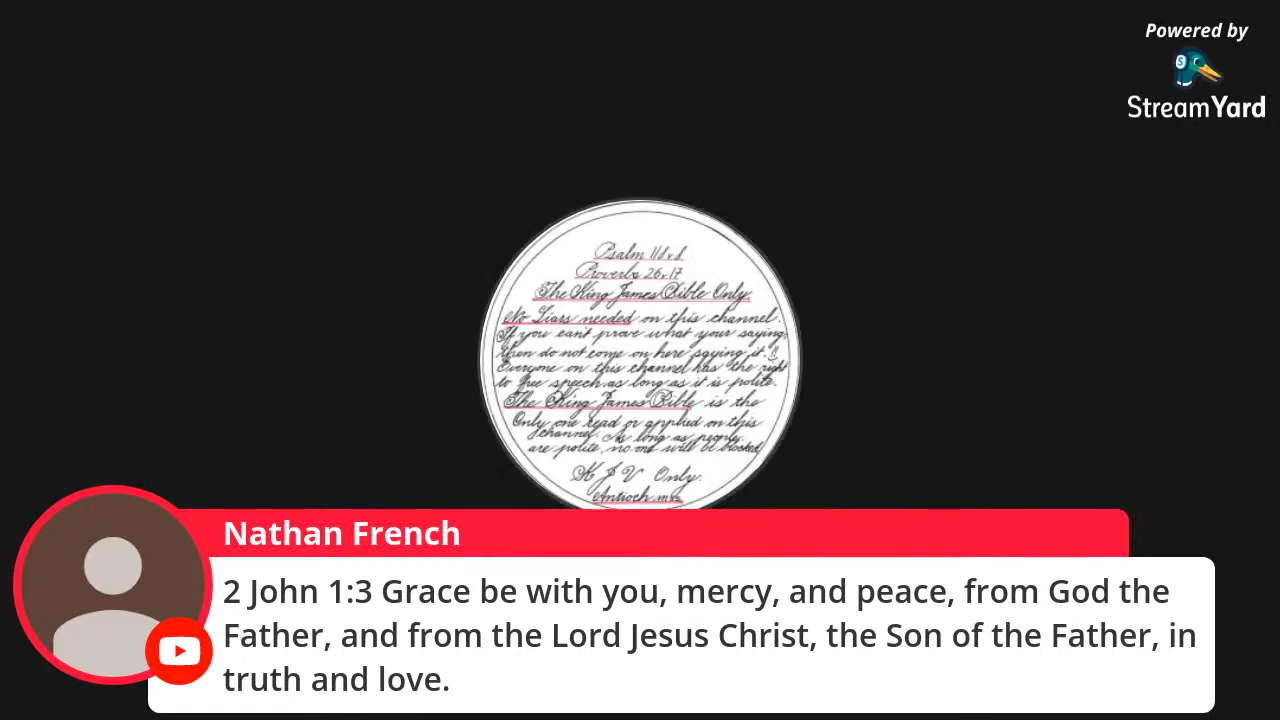 Powered by
StreamYard
Psalm 118 v 8
Proverbs 26 v 17
The King James Bible Only.
No Liars needed on this channel.
If you can't prove what your saying,
then do not come on here saying it. !!
Everyone on this channel has the right
to free speech as long as it is polite.
The King James Bible is the
Only one read or applied on this
channel. As long as people
are polite, no one will be blocked,
K J V Only.
Antioch mss
Nathan French
2 John 1:3 Grace be with you, mercy, and peace, from God the
Father, and from the Lord Jesus Christ, the Son of the Father, in
truth and love.